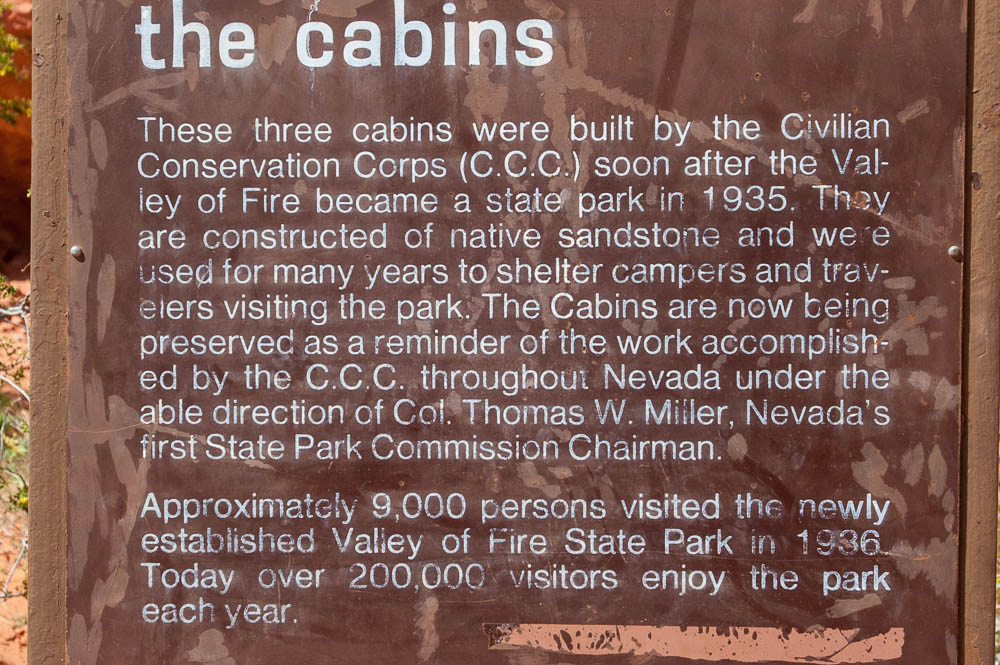 the cabins
These three cabins were built by the Civilian
Conservation Corps (C.C.C.) soon after the Val-
ley of Fire became a state park in 1935. They
are constructed of native sandstone and were
used for many years to shelter campers and trav-
elers visiting the park. The Cabins are now being
preserved as a reminder of the work accomplish-
ed by the C.C.C. throughout Nevada under the
able direction of Col. Thomas W. Miller, Nevada's
first State Park Commission Chairman.
Approximately 9,000 persons visited the newly
established Valley of Fire State Park in 1936.
Today over 200,000 visitors enjoy the park
each year.